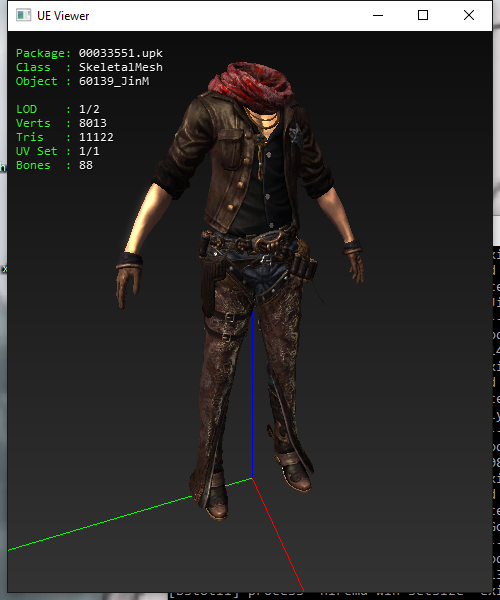 UE Viewer
Package: 00033551.upk
Class : SkeletalMesh
Object : 60139_JinM
LOD : 1/2
Verts : 8013
Tris : 11122
UV Set : 1/1
Bones : 88